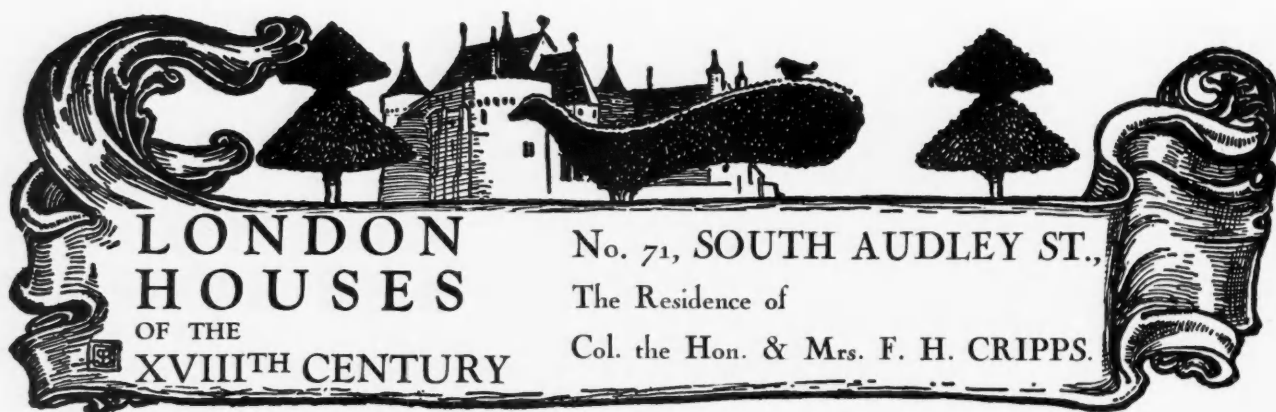 LONDON
HOUSES
OF THE
XVIIITH CENTURY
No. 71, SOUTH AUDLEY ST.,
The Residence of
Col. the Hon. & Mrs. F. H. CRIPPS.